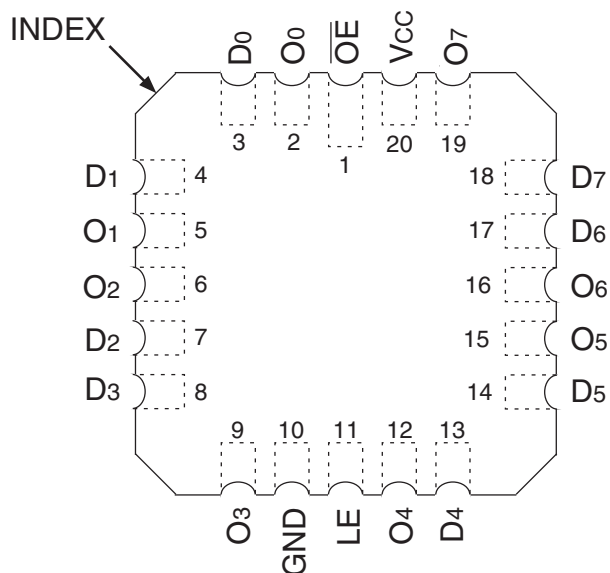 INDEX
D0 O0 O̅E̅ VCC O7
3 2 1 20 19
D1 4 18 D7
O1 5 17 D6
O2 6 16 O6
D2 7 15 O5
D3 8 14 D5
9 10 11 12 13
O3 GND LE O4 D4